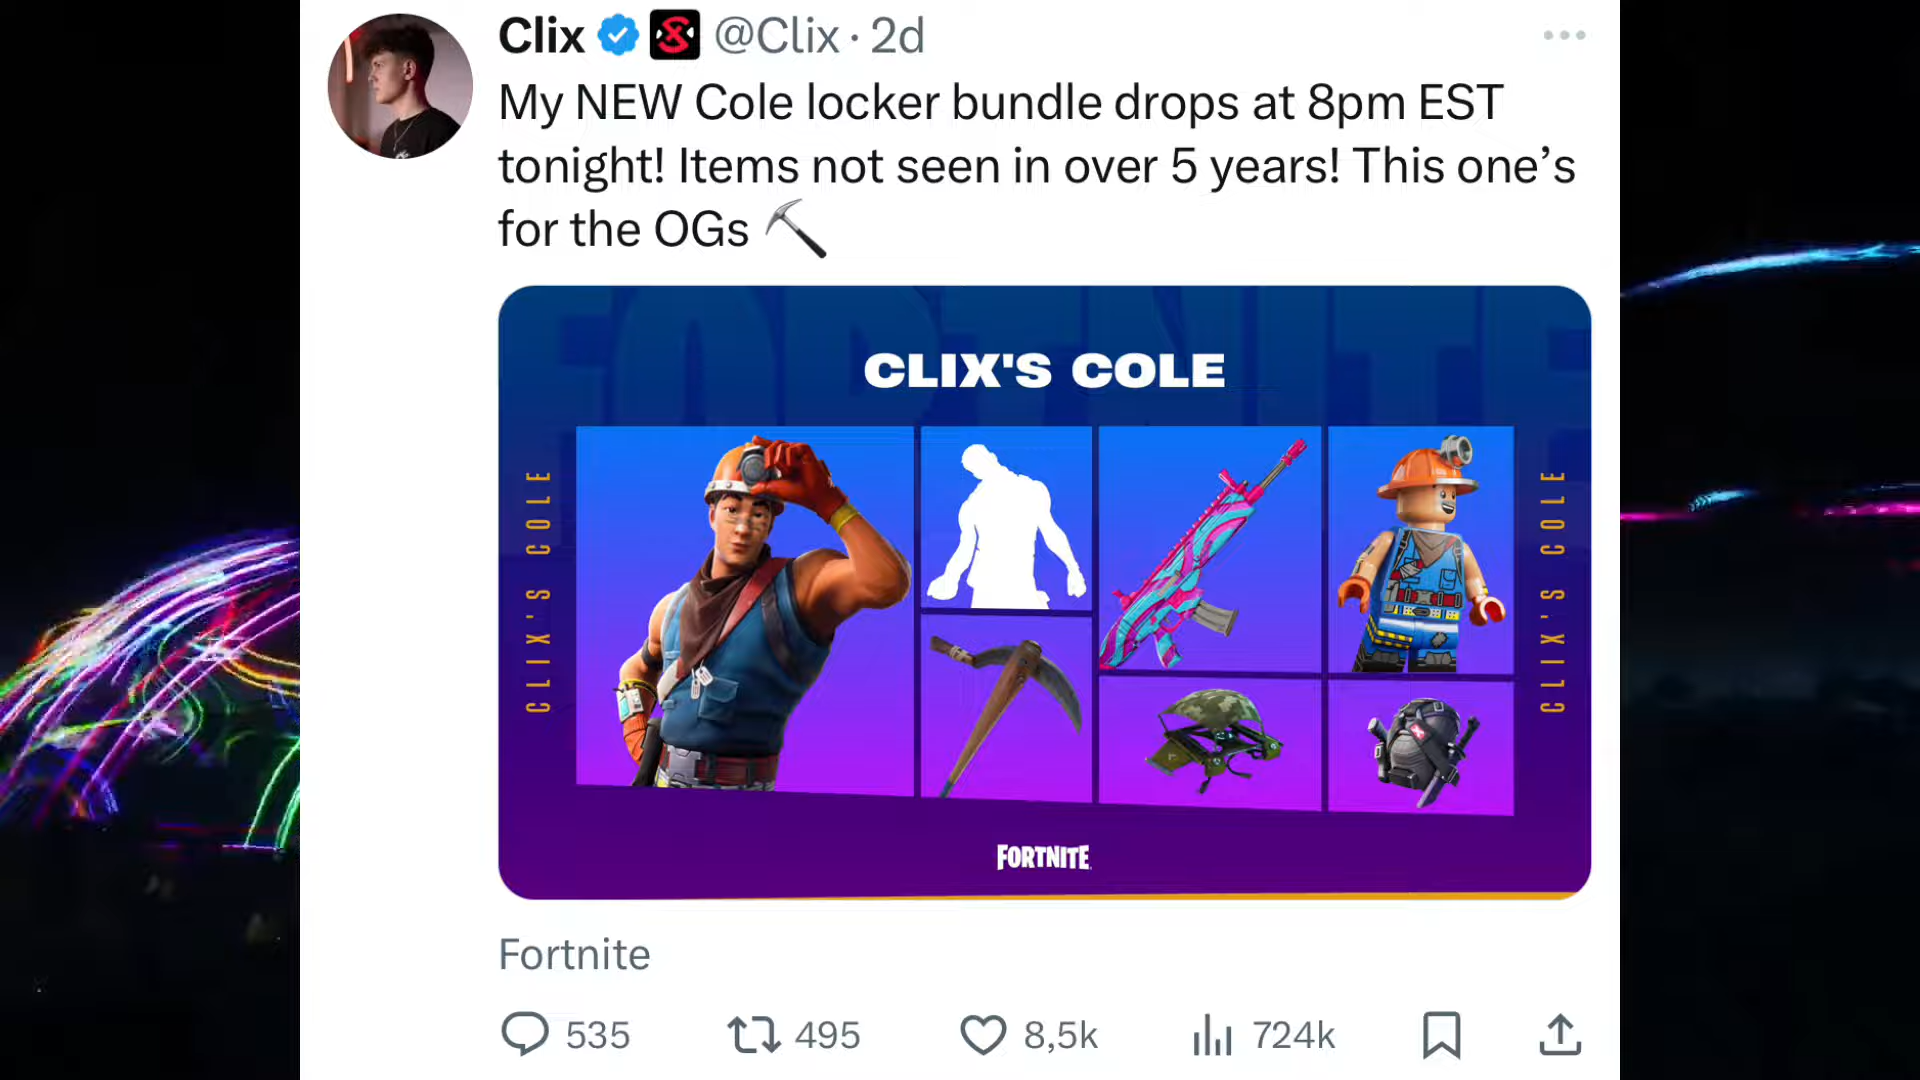 Clix @Clix · 2d
My NEW Cole locker bundle drops at 8pm EST
tonight! Items not seen in over 5 years! This one’s
for the OGs
FORTNITE
CLIX'S COLE
CLIX'S COLE
CLIX'S COLE
FORTNITE
Fortnite
535 495 8,5k 724k